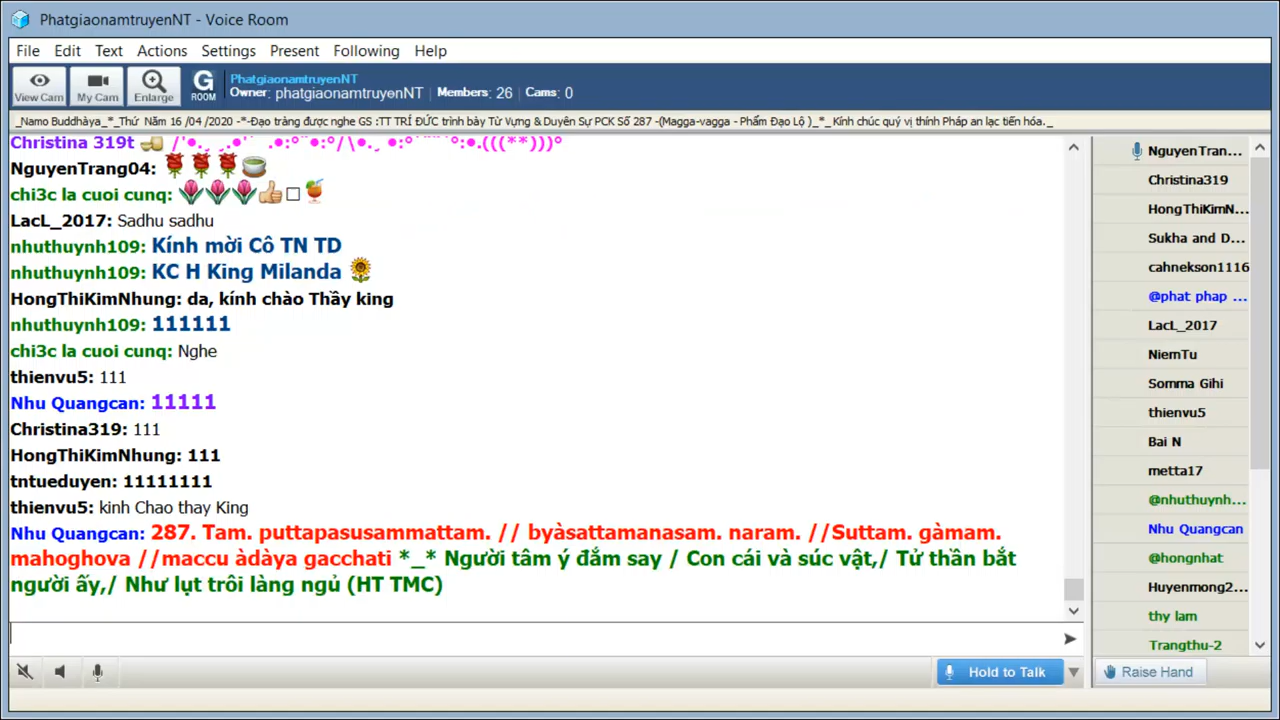 PhatgiaonamtruyenNT - Voice Room
File Edit Text Actions Settings Present Following Help
View Cam My Cam Enlarge G ROOM
PhatgiaonamtruyenNT
Owner: phatgiaonamtruyenNT Members: 26 Cams: 0
_Namo Buddhàya_*_Thứ Năm 16 /04 /2020 -*-Đạo tràng được nghe GS :TT TRÍ ĐỨC trình bày Từ Vựng & Duyên Sự PCK Số 287 -(Magga-vagga - Phẩm Đạo Lộ )_*_ Kính chúc quý vị thính Pháp an lạc tiến hóa._
Christina 319t
NguyenTrang04:
chi3c la cuoi cunq:
LacL_2017: Sadhu sadhu
nhuthuynh109: Kính mời Cô TN TD
nhuthuynh109: KC H King Milanda
HongThiKimNhung: da, kính chào Thầy king
nhuthuynh109: 111111
chi3c la cuoi cunq: Nghe
thienvu5: 111
Nhu Quangcan: 11111
Christina319: 111
HongThiKimNhung: 111
tntueduyen: 11111111
thienvu5: kinh Chao thay King
Nhu Quangcan: 287. Tam. puttapasusammattam. // byàsattamanasam. naram. //Suttam. gàmam.
mahoghova //maccu àdàya gacchati *_* Người tâm ý đắm say / Con cái và súc vật,/ Tử thần bắt
người ấy,/ Như lụt trôi làng ngủ (HT TMC)
NguyenTran...
Christina319
HongThiKimN...
Sukha and D...
cahnekson1116
@phat phap ...
LacL_2017
NiemTu
Somma Gihi
thienvu5
Bai N
metta17
@nhuthuynh...
Nhu Quangcan
@hongnhat
Huyenmong2...
thy lam
Trangthu-2
Hold to Talk
Raise Hand